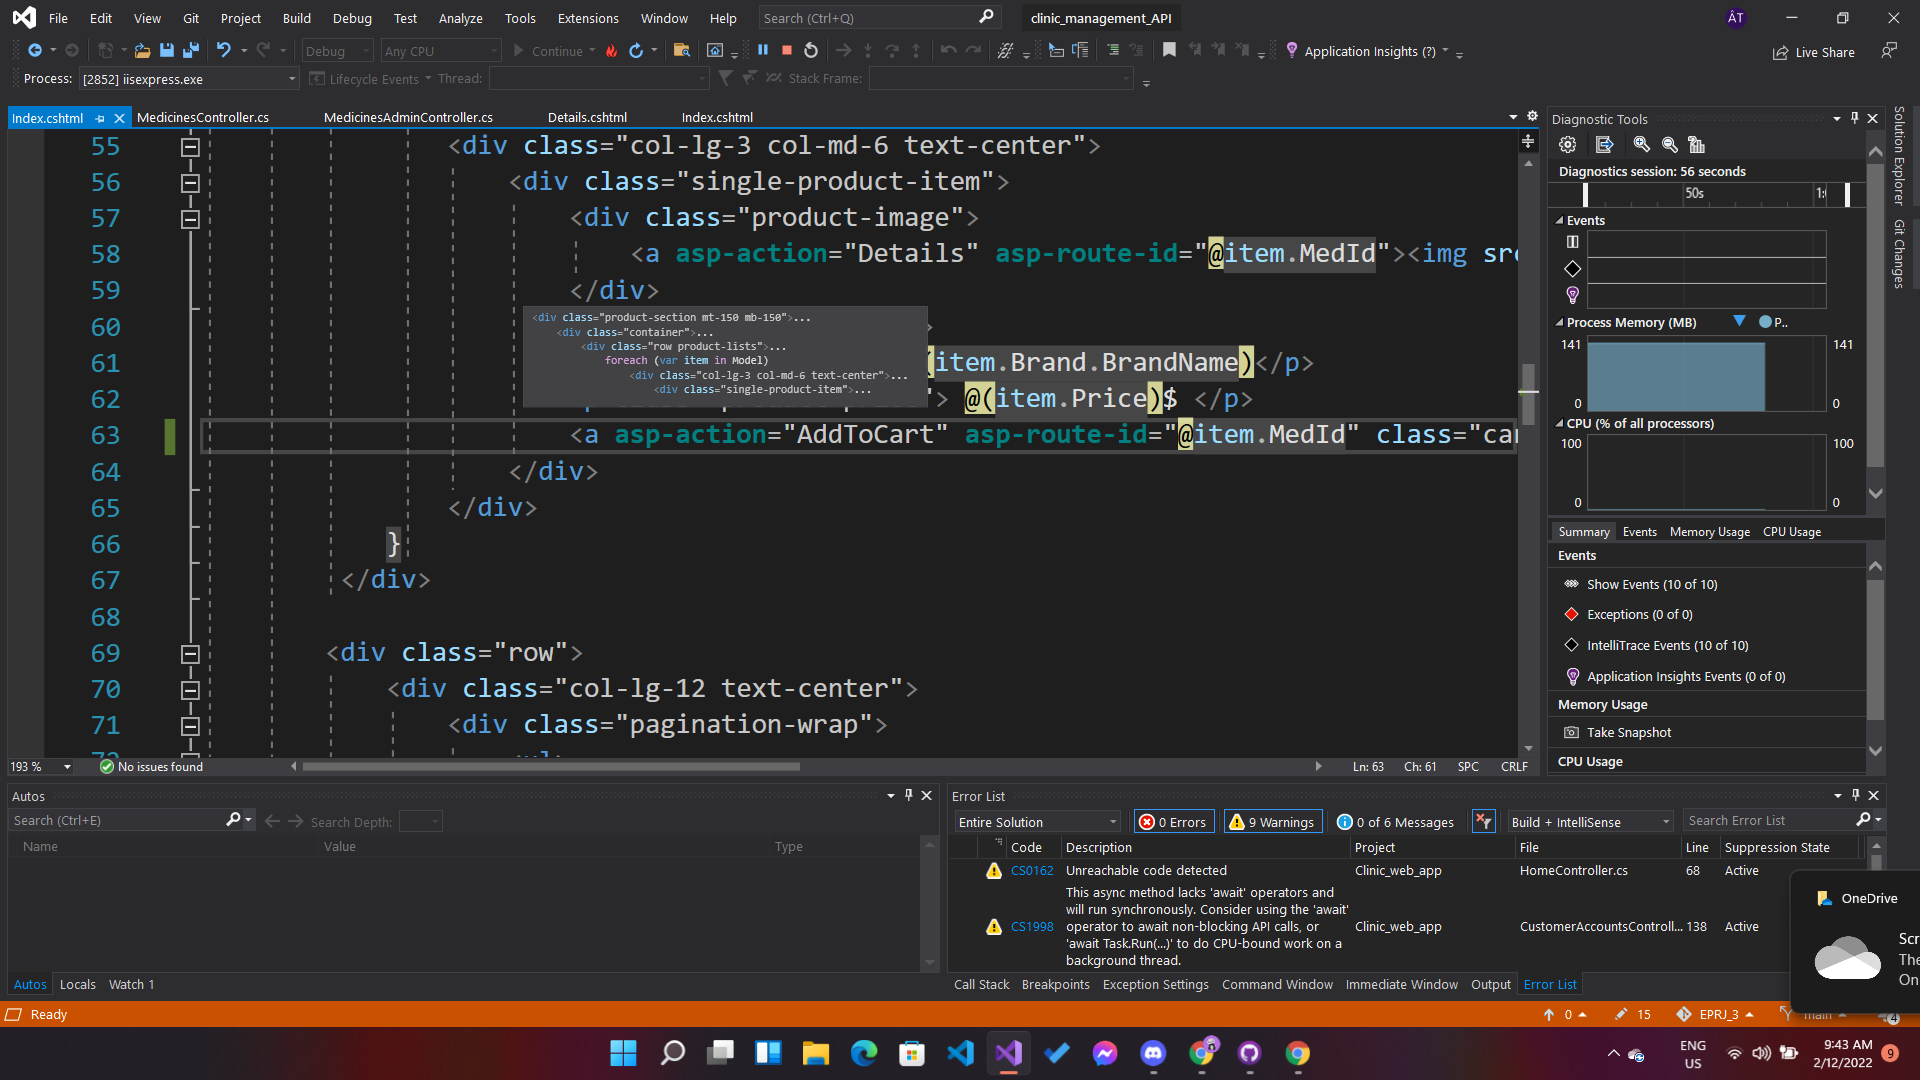 File Edit View Git Project Build Debug Test Analyze Tools Extensions Window Help Search (Ctrl+Q) clinic_management_API ÂT
Debug Any CPU Continue Application Insights (?) Live Share
Process: [2852] iisexpress.exe Lifecycle Events Thread: Stack Frame:
Index.cshtml MedicinesController.cs MedicinesAdminController.cs Details.cshtml Index.cshtml
55 <div class="col-lg-3 col-md-6 text-center">
56 <div class="single-product-item">
57 <div class="product-image">
58 <a asp-action="Details" asp-route-id="@item.MedId"><img src
59 </div>
60 >
61 (item.Brand.BrandName)</p>
62 > @(item.Price)$ </p>
63 <a asp-action="AddToCart" asp-route-id="@item.MedId" class="ca
64 </div>
65 </div>
66 }
67 </div>
68
69 <div class="row">
70 <div class="col-lg-12 text-center">
71 <div class="pagination-wrap">
<div class="product-section mt-150 mb-150">...
<div class="container">...
<div class="row product-lists">...
foreach (var item in Model)
<div class="col-lg-3 col-md-6 text-center">...
<div class="single-product-item">...
193 % No issues found Ln: 63 Ch: 61 SPC CRLF
Diagnostic Tools
Diagnostics session: 56 seconds
50s
Events
Process Memory (MB) P..
141 141
0 0
CPU (% of all processors)
100 100
0 0
Summary Events Memory Usage CPU Usage
Events
Show Events (10 of 10)
Exceptions (0 of 0)
IntelliTrace Events (10 of 10)
Application Insights Events (0 of 0)
Memory Usage
Take Snapshot
CPU Usage
Solution Explorer
Git Changes
Autos
Search (Ctrl+E) Search Depth:
Name Value Type
Autos Locals Watch 1
Error List
Entire Solution 0 Errors 9 Warnings 0 of 6 Messages Build + IntelliSense Search Error List
Code Description Project File Line Suppression State
CS0162 Unreachable code detected Clinic_web_app HomeController.cs 68 Active
This async method lacks 'await' operators and
will run synchronously. Consider using the 'await'
CS1998 operator to await non-blocking API calls, or Clinic_web_app CustomerAccountsControll... 138 Active
'await Task.Run(...)' to do CPU-bound work on a
background thread.
Call Stack Breakpoints Exception Settings Command Window Immediate Window Output Error List
OneDrive
Scr
The
On
Ready 0 15 EPRJ_3 main 4
ENG
US
9:43 AM
2/12/2022
9